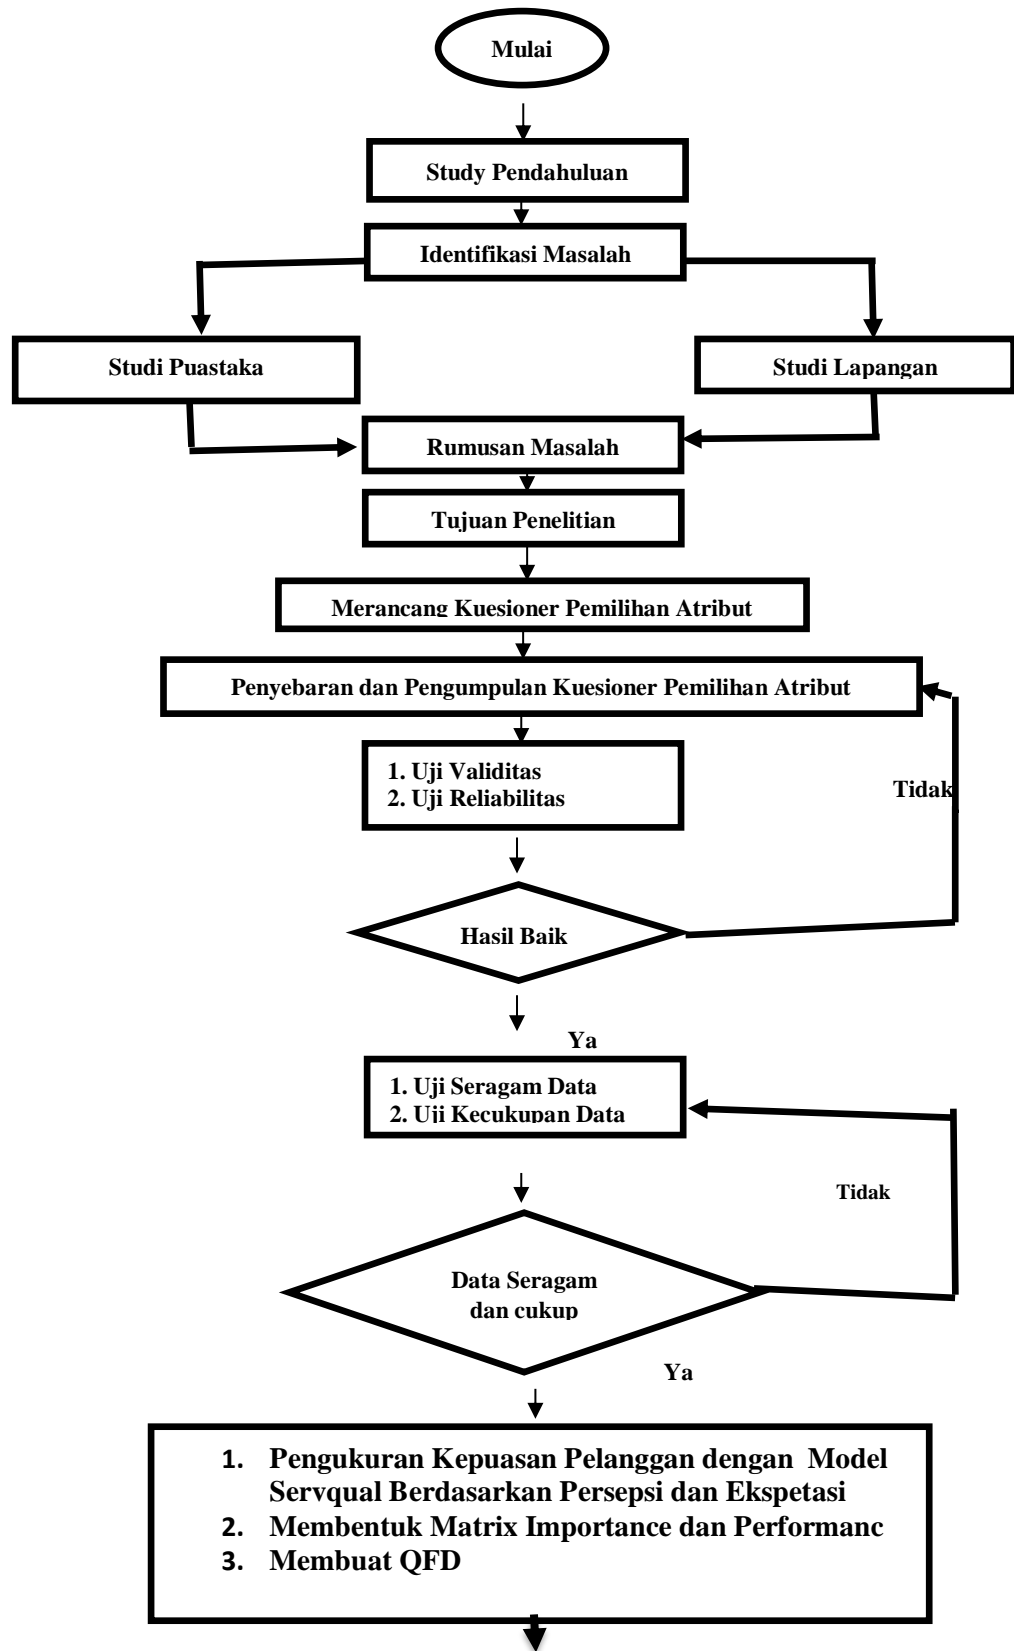 Mulai
Study Pendahuluan
Identifikasi Masalah
Studi Puastaka
Studi Lapangan
Rumusan Masalah
Tujuan Penelitian
Merancang Kuesioner Pemilihan Atribut
Penyebaran dan Pengumpulan Kuesioner Pemilihan Atribut
1. Uji Validitas
2. Uji Reliabilitas
Tidak
Hasil Baik
Ya
1. Uji Seragam Data
2. Uji Kecukupan Data
Tidak
Data Seragam
dan cukup
Ya
1. Pengukuran Kepuasan Pelanggan dengan Model
Servqual Berdasarkan Persepsi dan Ekspetasi
2. Membentuk Matrix Importance dan Performanc
3. Membuat QFD